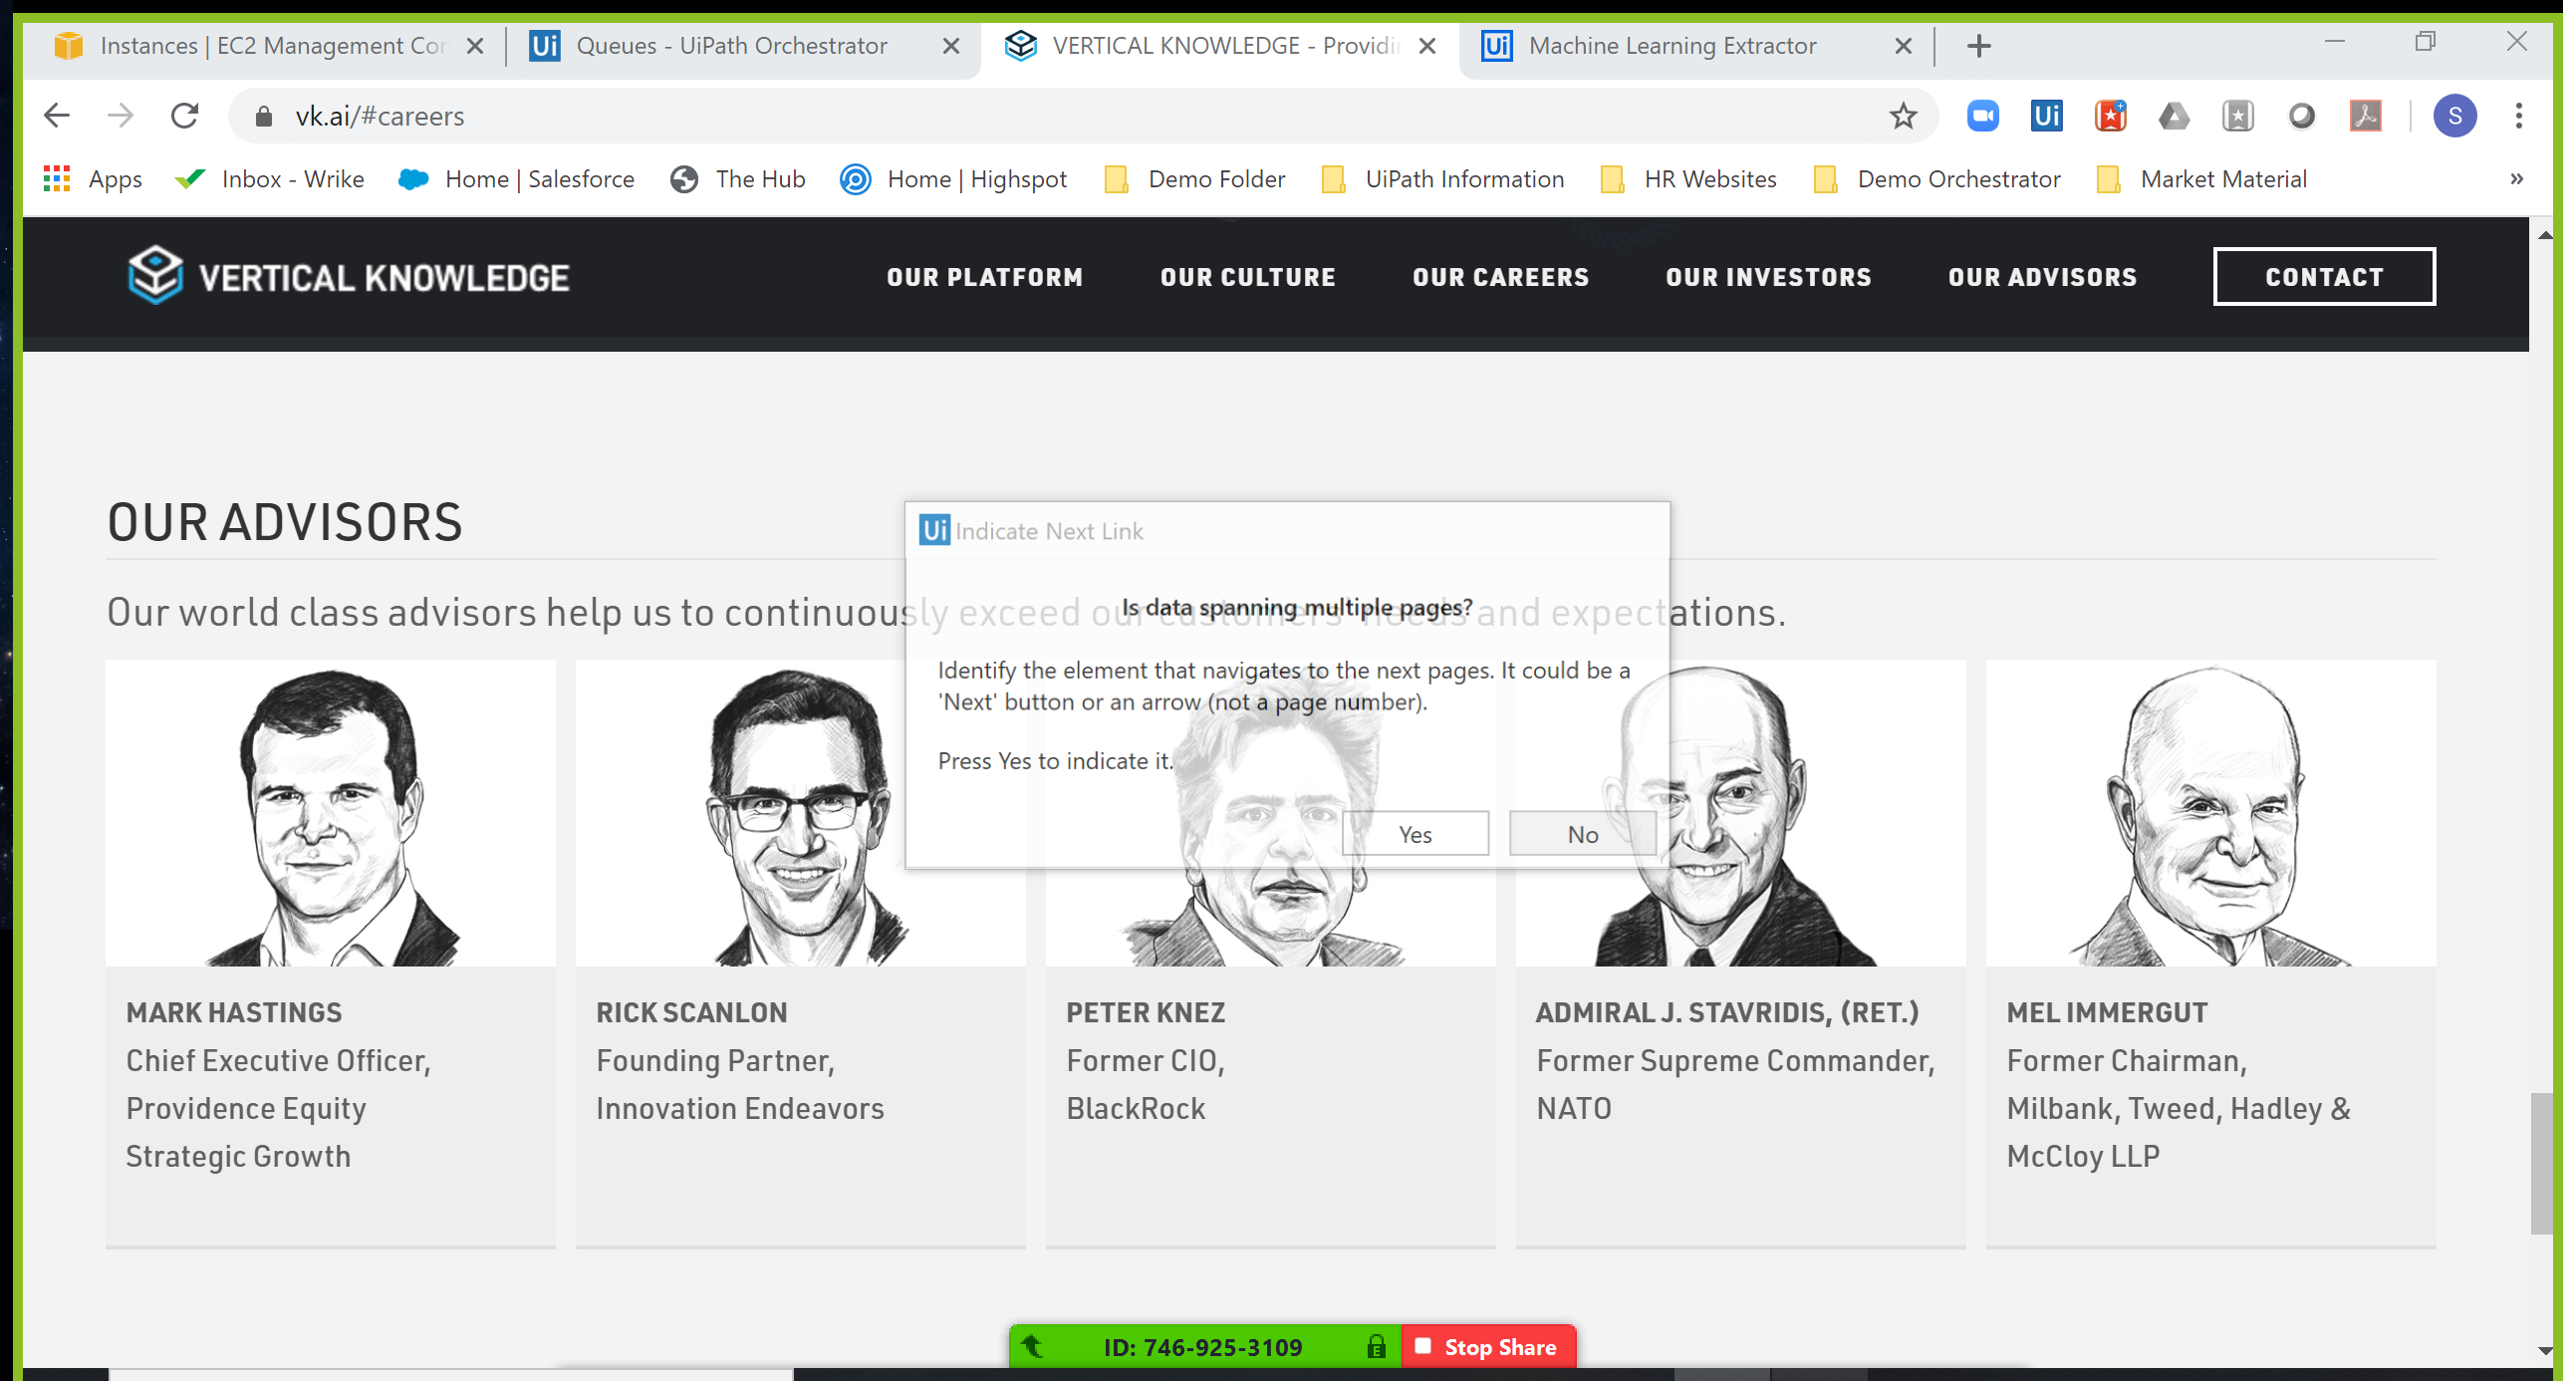 Instances | EC2 Management Con
Ui Queues - UiPath Orchestrator
VERTICAL KNOWLEDGE - Providin
Ui Machine Learning Extractor
vk.ai/#careers
Ui
S
Apps
Inbox - Wrike
Home | Salesforce
The Hub
Home | Highspot
Demo Folder
UiPath Information
HR Websites
Demo Orchestrator
Market Material
»
VERTICAL KNOWLEDGE
OUR PLATFORM
OUR CULTURE
OUR CAREERS
OUR INVESTORS
OUR ADVISORS
CONTACT
OUR ADVISORS
Our world class advisors help us to continuously exceed our customers' needs and expectations.
Ui Indicate Next Link
Is data spanning multiple pages?
Identify the element that navigates to the next pages. It could be a
'Next' button or an arrow (not a page number).
Press Yes to indicate it.
Yes
No
MARK HASTINGS
Chief Executive Officer,
Providence Equity
Strategic Growth
RICK SCANLON
Founding Partner,
Innovation Endeavors
PETER KNEZ
Former CIO,
BlackRock
ADMIRAL J. STAVRIDIS, (RET.)
Former Supreme Commander,
NATO
MEL IMMERGUT
Former Chairman,
Milbank, Tweed, Hadley &
McCloy LLP
ID: 746-925-3109
E
Stop Share